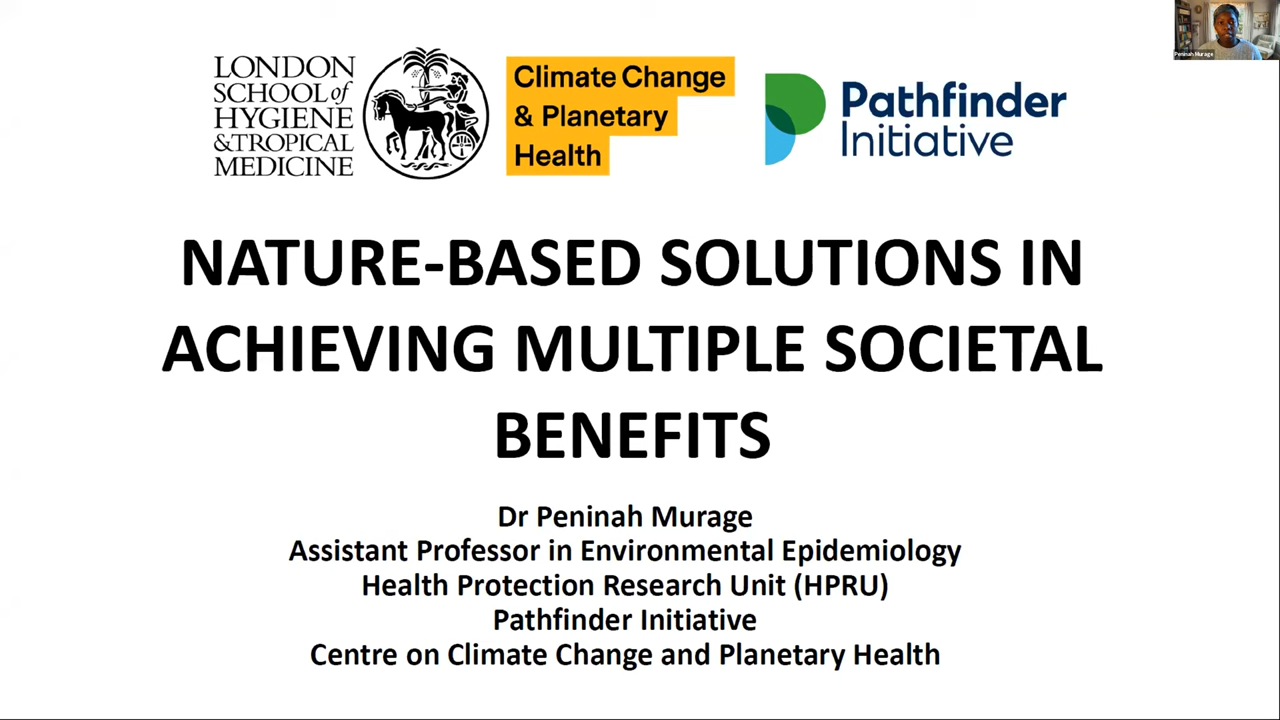 LONDON
SCHOOL of
HYGIENE
& TROPICAL
MEDICINE
Climate Change
& Planetary
Health
Pathfinder
Initiative
Peninah Murage
NATURE-BASED SOLUTIONS IN
ACHIEVING MULTIPLE SOCIETAL
BENEFITS
Dr Peninah Murage
Assistant Professor in Environmental Epidemiology
Health Protection Research Unit (HPRU)
Pathfinder Initiative
Centre on Climate Change and Planetary Health